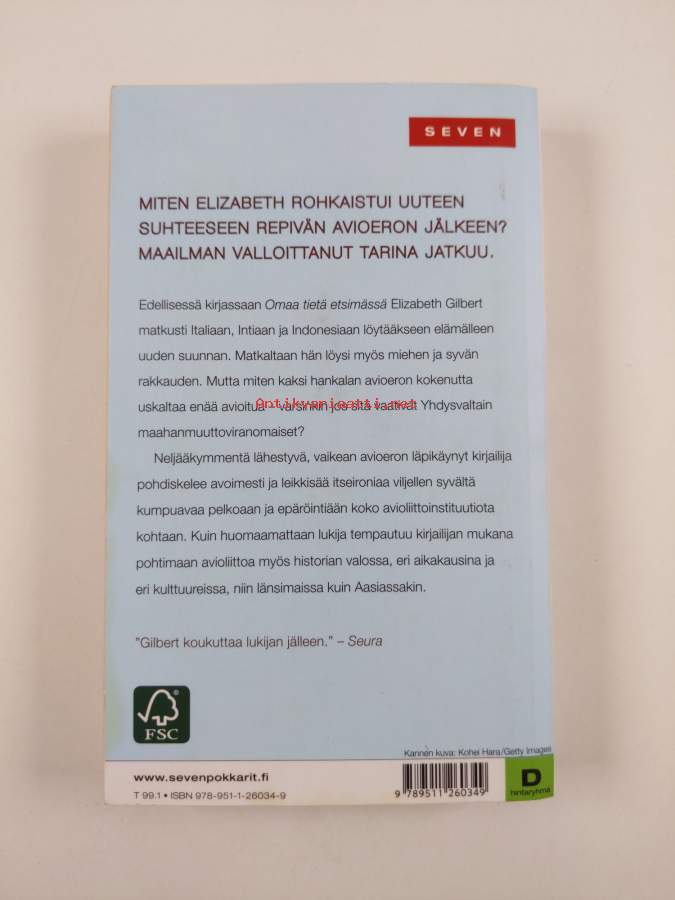 SEVEN
MITEN ELIZABETH ROHKAISTUI UUTEEN
SUHTEESEEN REPIVÄN AVIOERON JÄLKEEN?
MAAILMAN VALLOITTANUT TARINA JATKUU.
Edellisessä kirjassaan Omaa tietä etsimässä Elizabeth Gilbert
matkusti Italiaan, Intiaan ja Indonesiaan löytääkseen elämälleen
uuden suunnan. Matkaltaan hän löysi myös miehen ja syvän
rakkauden. Mutta miten kaksi hankalan avioeron kokenutta
uskaltaa enää avioitua – varsinkin jos sitä vaativat Yhdysvaltain
Antikvariaatti.net
maahanmuuttoviranomaiset?
Neljääkymmentä lähestyvä, vaikean avioeron läpikäynyt kirjailija
pohdiskelee avoimesti ja leikkisää itseironiaa viljellen syvältä
kumpuavaa pelkoaan ja epäröintiään koko avioliittoinstituutiota
kohtaan. Kuin huomaamattaan lukija tempautuu kirjailijan mukana
pohtimaan avioliittoa myös historian valossa, eri aikakausina ja
eri kulttuureissa, niin länsimaissa kuin Aasiassakin.
"Gilbert koukuttaa lukijan jälleen." – Seura
FSC
Kannen kuva: Kohei Hara/Getty Images
www.sevenpokkarit.fi
T 99.1 • ISBN 978-951-1-26034-9
9 789511 260349
D
hintaryhmä